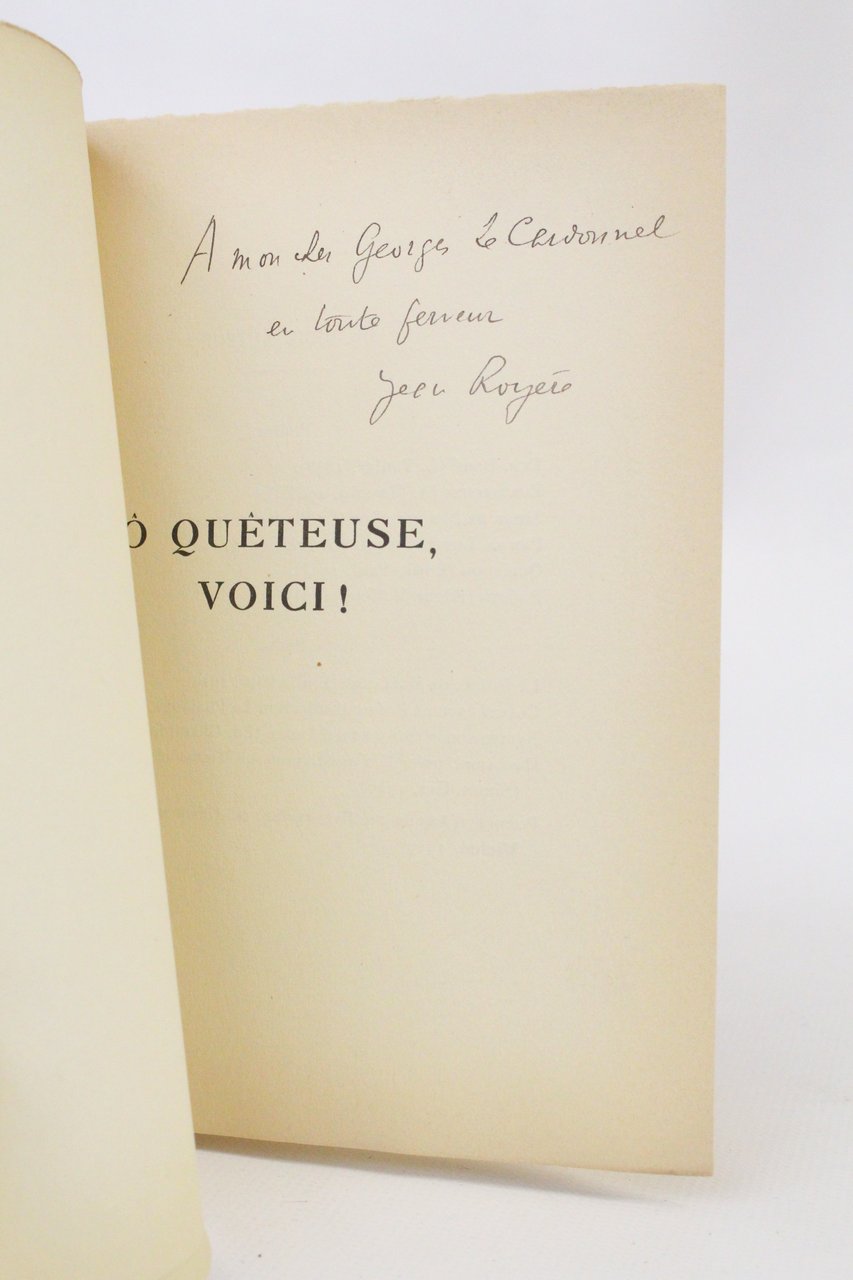 A mon cher Georges Le Cardonnel
en toute ferveur
Jean Royère
Ô QUÊTEUSE,
VOICI !